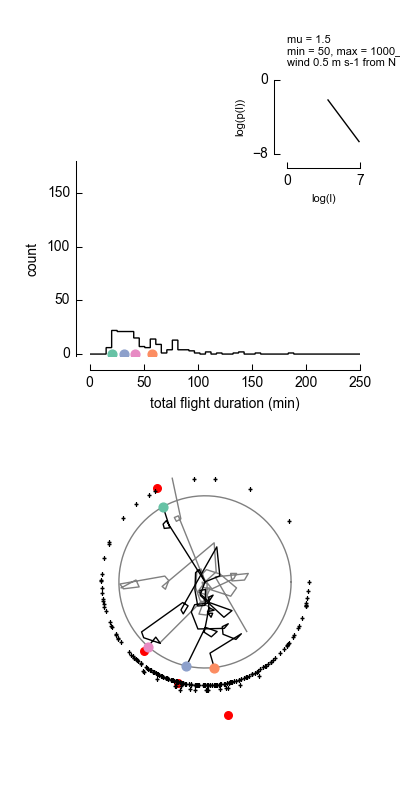 mu = 1.5
min = 50, max = 1000_
wind 0.5 m s-1 from N
log(p(l))
0
−8
0
7
log(l)
count
150
100
50
0
0
50
100
150
200
250
total flight duration (min)